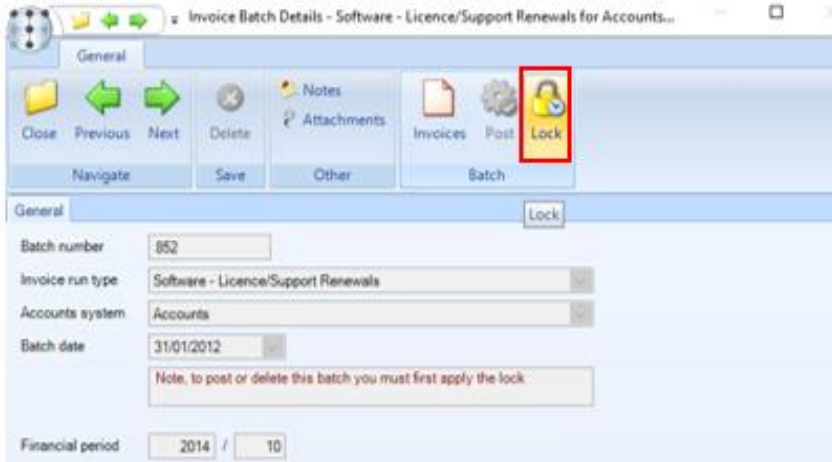 Invoice Batch Details - Software - Licence/Support Renewals for Accounts...
General
Notes
Attachments
Close Previous Next Delete Invoices Post Lock
Navigate Save Other Batch
General
Lock
Batch number 852
Invoice run type Software - Licence/Support Renewals
Accounts system Accounts
Batch date 31/01/2012
Note, to post or delete this batch you must first apply the lock
Financial period 2014 / 10